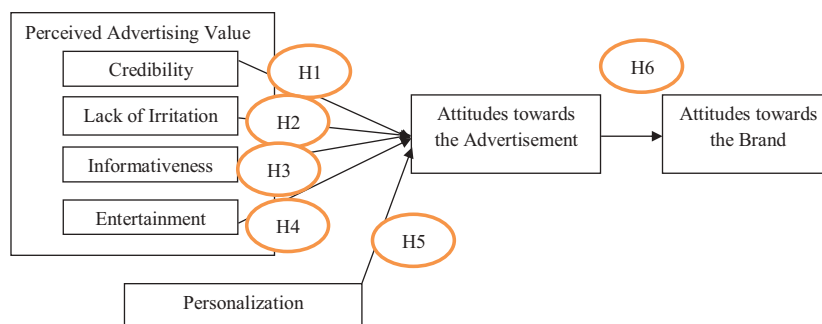 Perceived Advertising Value
Credibility
H1
Lack of Irritation
H2
Informativeness
H3
Entertainment
H4
Personalization
H5
Attitudes towards
the Advertisement
H6
Attitudes towards
the Brand